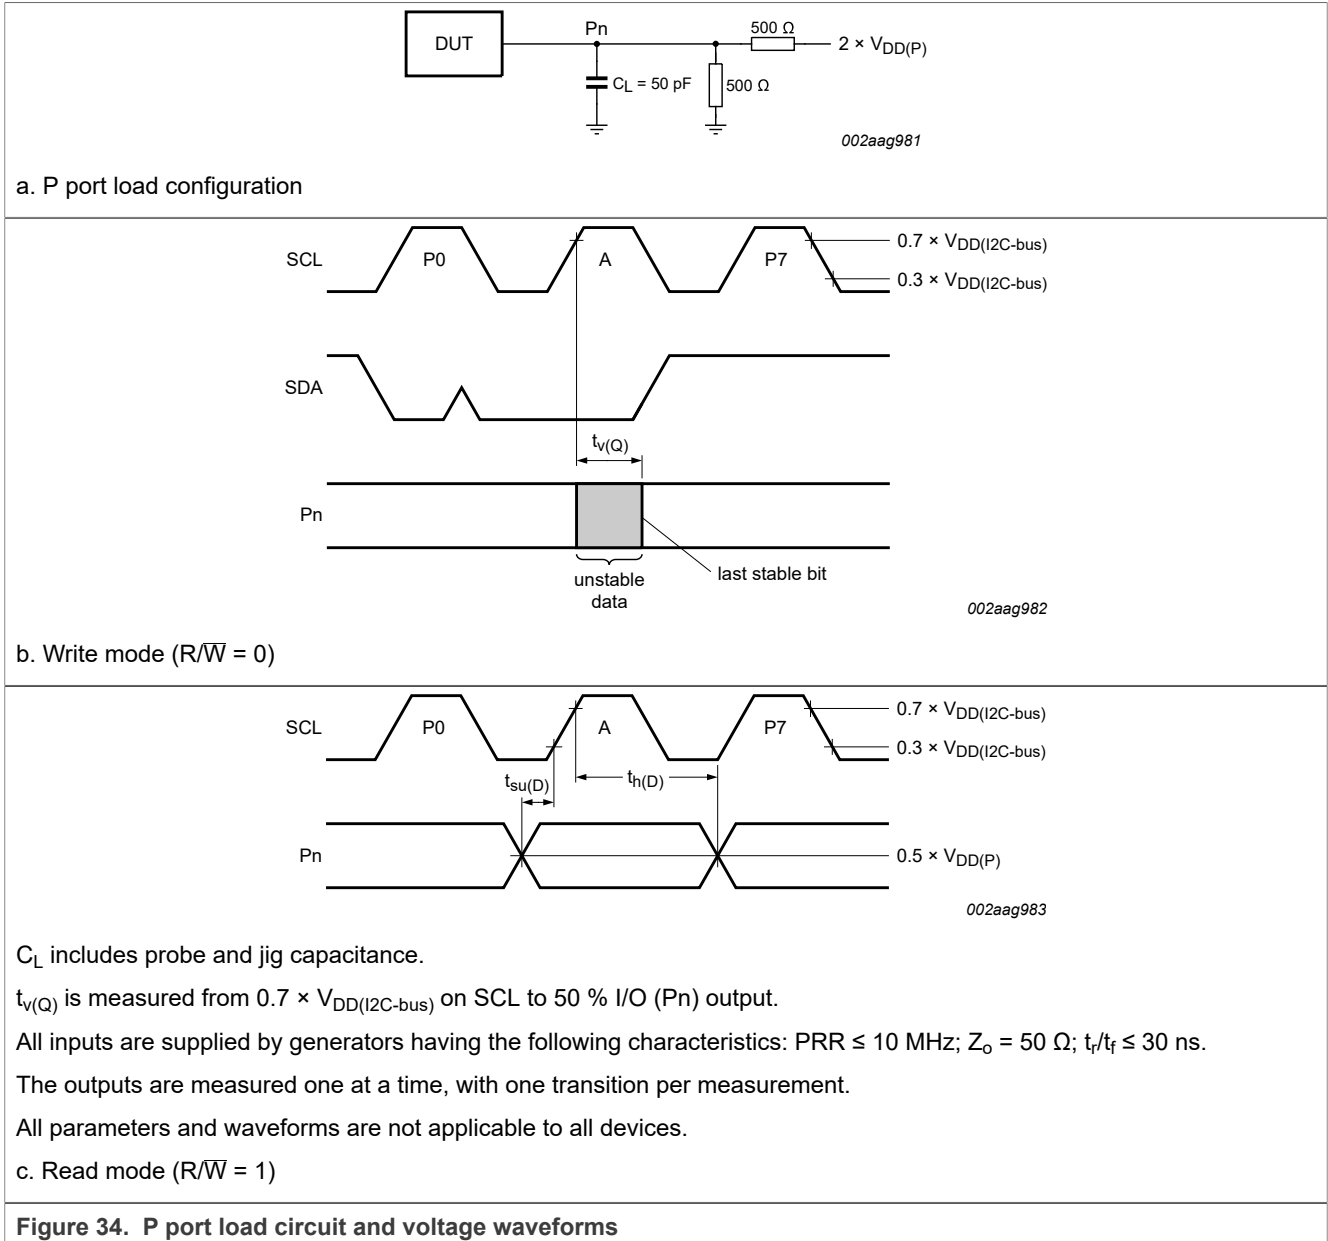 DUT
Pn
500 Ω
2 × VDD(P)
CL = 50 pF
500 Ω
002aag981
a. P port load configuration
SCL
P0
A
P7
0.7 × VDD(I2C-bus)
0.3 × VDD(I2C-bus)
SDA
tv(Q)
Pn
unstable
data
last stable bit
002aag982
b. Write mode (R/W̅ = 0)
SCL
P0
A
P7
0.7 × VDD(I2C-bus)
0.3 × VDD(I2C-bus)
tsu(D)
th(D)
Pn
0.5 × VDD(P)
002aag983
CL includes probe and jig capacitance.
tv(Q) is measured from 0.7 × VDD(I2C-bus) on SCL to 50 % I/O (Pn) output.
All inputs are supplied by generators having the following characteristics: PRR ≤ 10 MHz; Zo = 50 Ω; tr/tf ≤ 30 ns.
The outputs are measured one at a time, with one transition per measurement.
All parameters and waveforms are not applicable to all devices.
c. Read mode (R/W̅ = 1)
Figure 34. P port load circuit and voltage waveforms